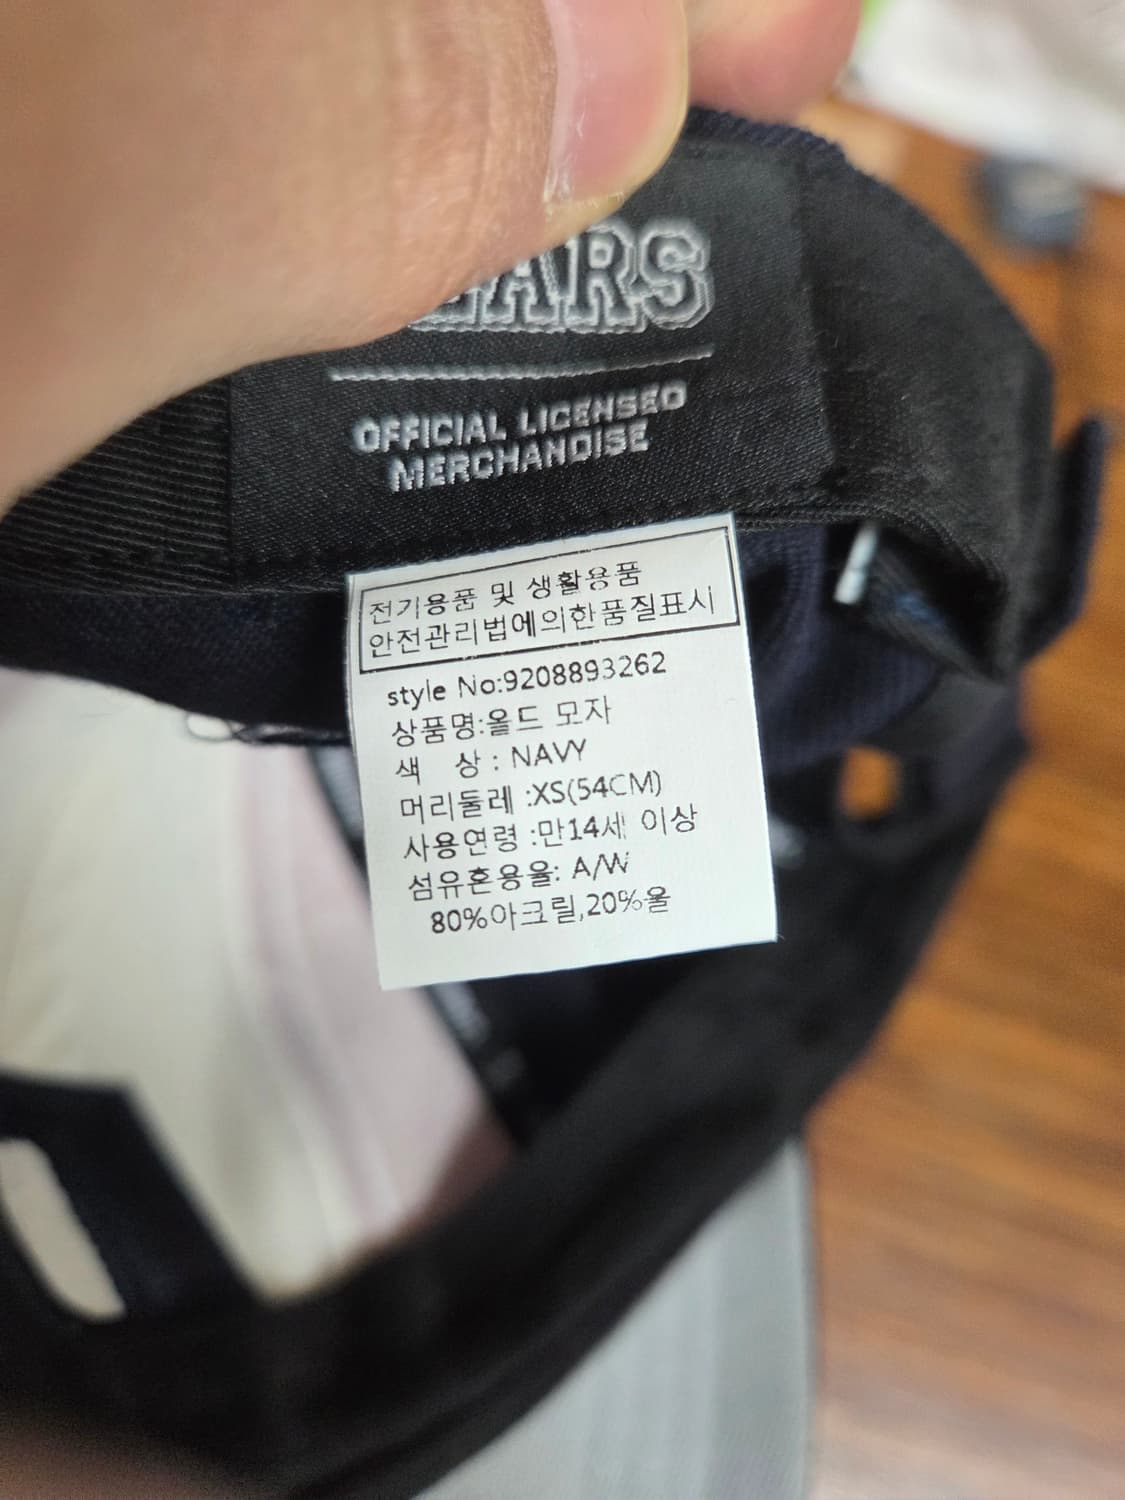 EARS
OFFICIAL LICENSED
MERCHANDISE
전기용품 및 생활용품
안전관리법에의한품질표시
style No:9208893262
상품명:올드 모자
색 상 : NAVY
머리둘레 :XS(54CM)
사용연령 :만14세 이상
섬유혼용율: A/W
80%아크릴,20%울